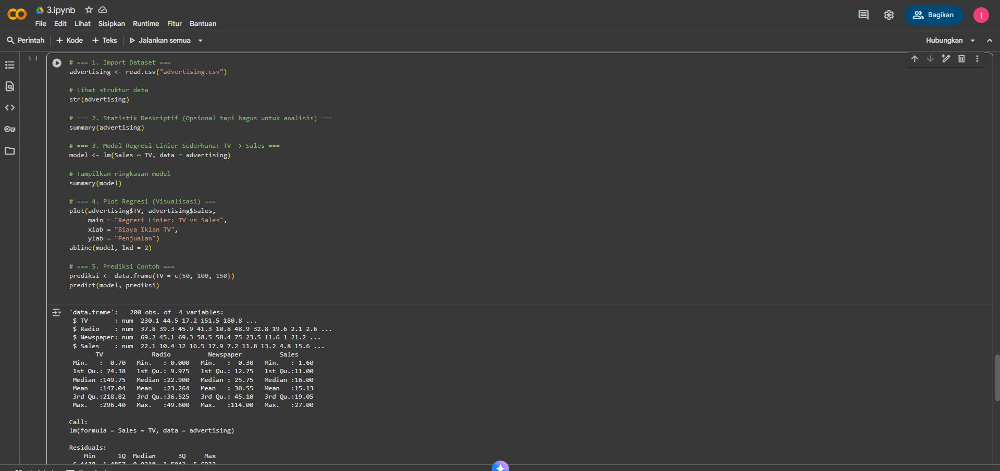 3.ipynb
File Edit Lihat Sisipkan Runtime Fitur Bantuan
Bagikan
I
Perintah + Kode + Teks Jalankan semua
Hubungkan
[ ]
# === 1. Import Dataset ===
advertising <- read.csv("advertising.csv")
# Lihat struktur data
str(advertising)
# === 2. Statistik Deskriptif (Opsional tapi bagus untuk analisis) ===
summary(advertising)
# === 3. Model Regresi Linier Sederhana: TV -> Sales ===
model <- lm(Sales ~ TV, data = advertising)
# Tampilkan ringkasan model
summary(model)
# === 4. Plot Regresi (Visualisasi) ===
plot(advertising$TV, advertising$Sales,
     main = "Regresi Linier: TV vs Sales",
     xlab = "Biaya Iklan TV",
     ylab = "Penjualan")
abline(model, lwd = 2)
# === 5. Prediksi Contoh ===
prediksi <- data.frame(TV = c(50, 100, 150))
predict(model, prediksi)
'data.frame':   200 obs. of  4 variables:
 $ TV       : num  230.1 44.5 17.2 151.5 180.8 ...
 $ Radio    : num  37.8 39.3 45.9 41.3 10.8 48.9 32.8 19.6 2.1 2.6 ...
 $ Newspaper: num  69.2 45.1 69.3 58.5 58.4 75 23.5 11.6 1 21.2 ...
 $ Sales    : num  22.1 10.4 12 16.5 17.9 7.2 11.8 13.2 4.8 15.6 ...
       TV             Radio          Newspaper          Sales
 Min.   :  0.70   Min.   : 0.000   Min.   :  0.30   Min.   : 1.60
 1st Qu.: 74.38   1st Qu.: 9.975   1st Qu.: 12.75   1st Qu.:11.00
 Median :149.75   Median :22.900   Median : 25.75   Median :16.00
 Mean   :147.04   Mean   :23.264   Mean   : 30.55   Mean   :15.13
 3rd Qu.:218.82   3rd Qu.:36.525   3rd Qu.: 45.10   3rd Qu.:19.05
 Max.   :296.40   Max.   :49.600   Max.   :114.00   Max.   :27.00
Call:
lm(formula = Sales ~ TV, data = advertising)
Residuals:
    Min      1Q  Median      3Q     Max